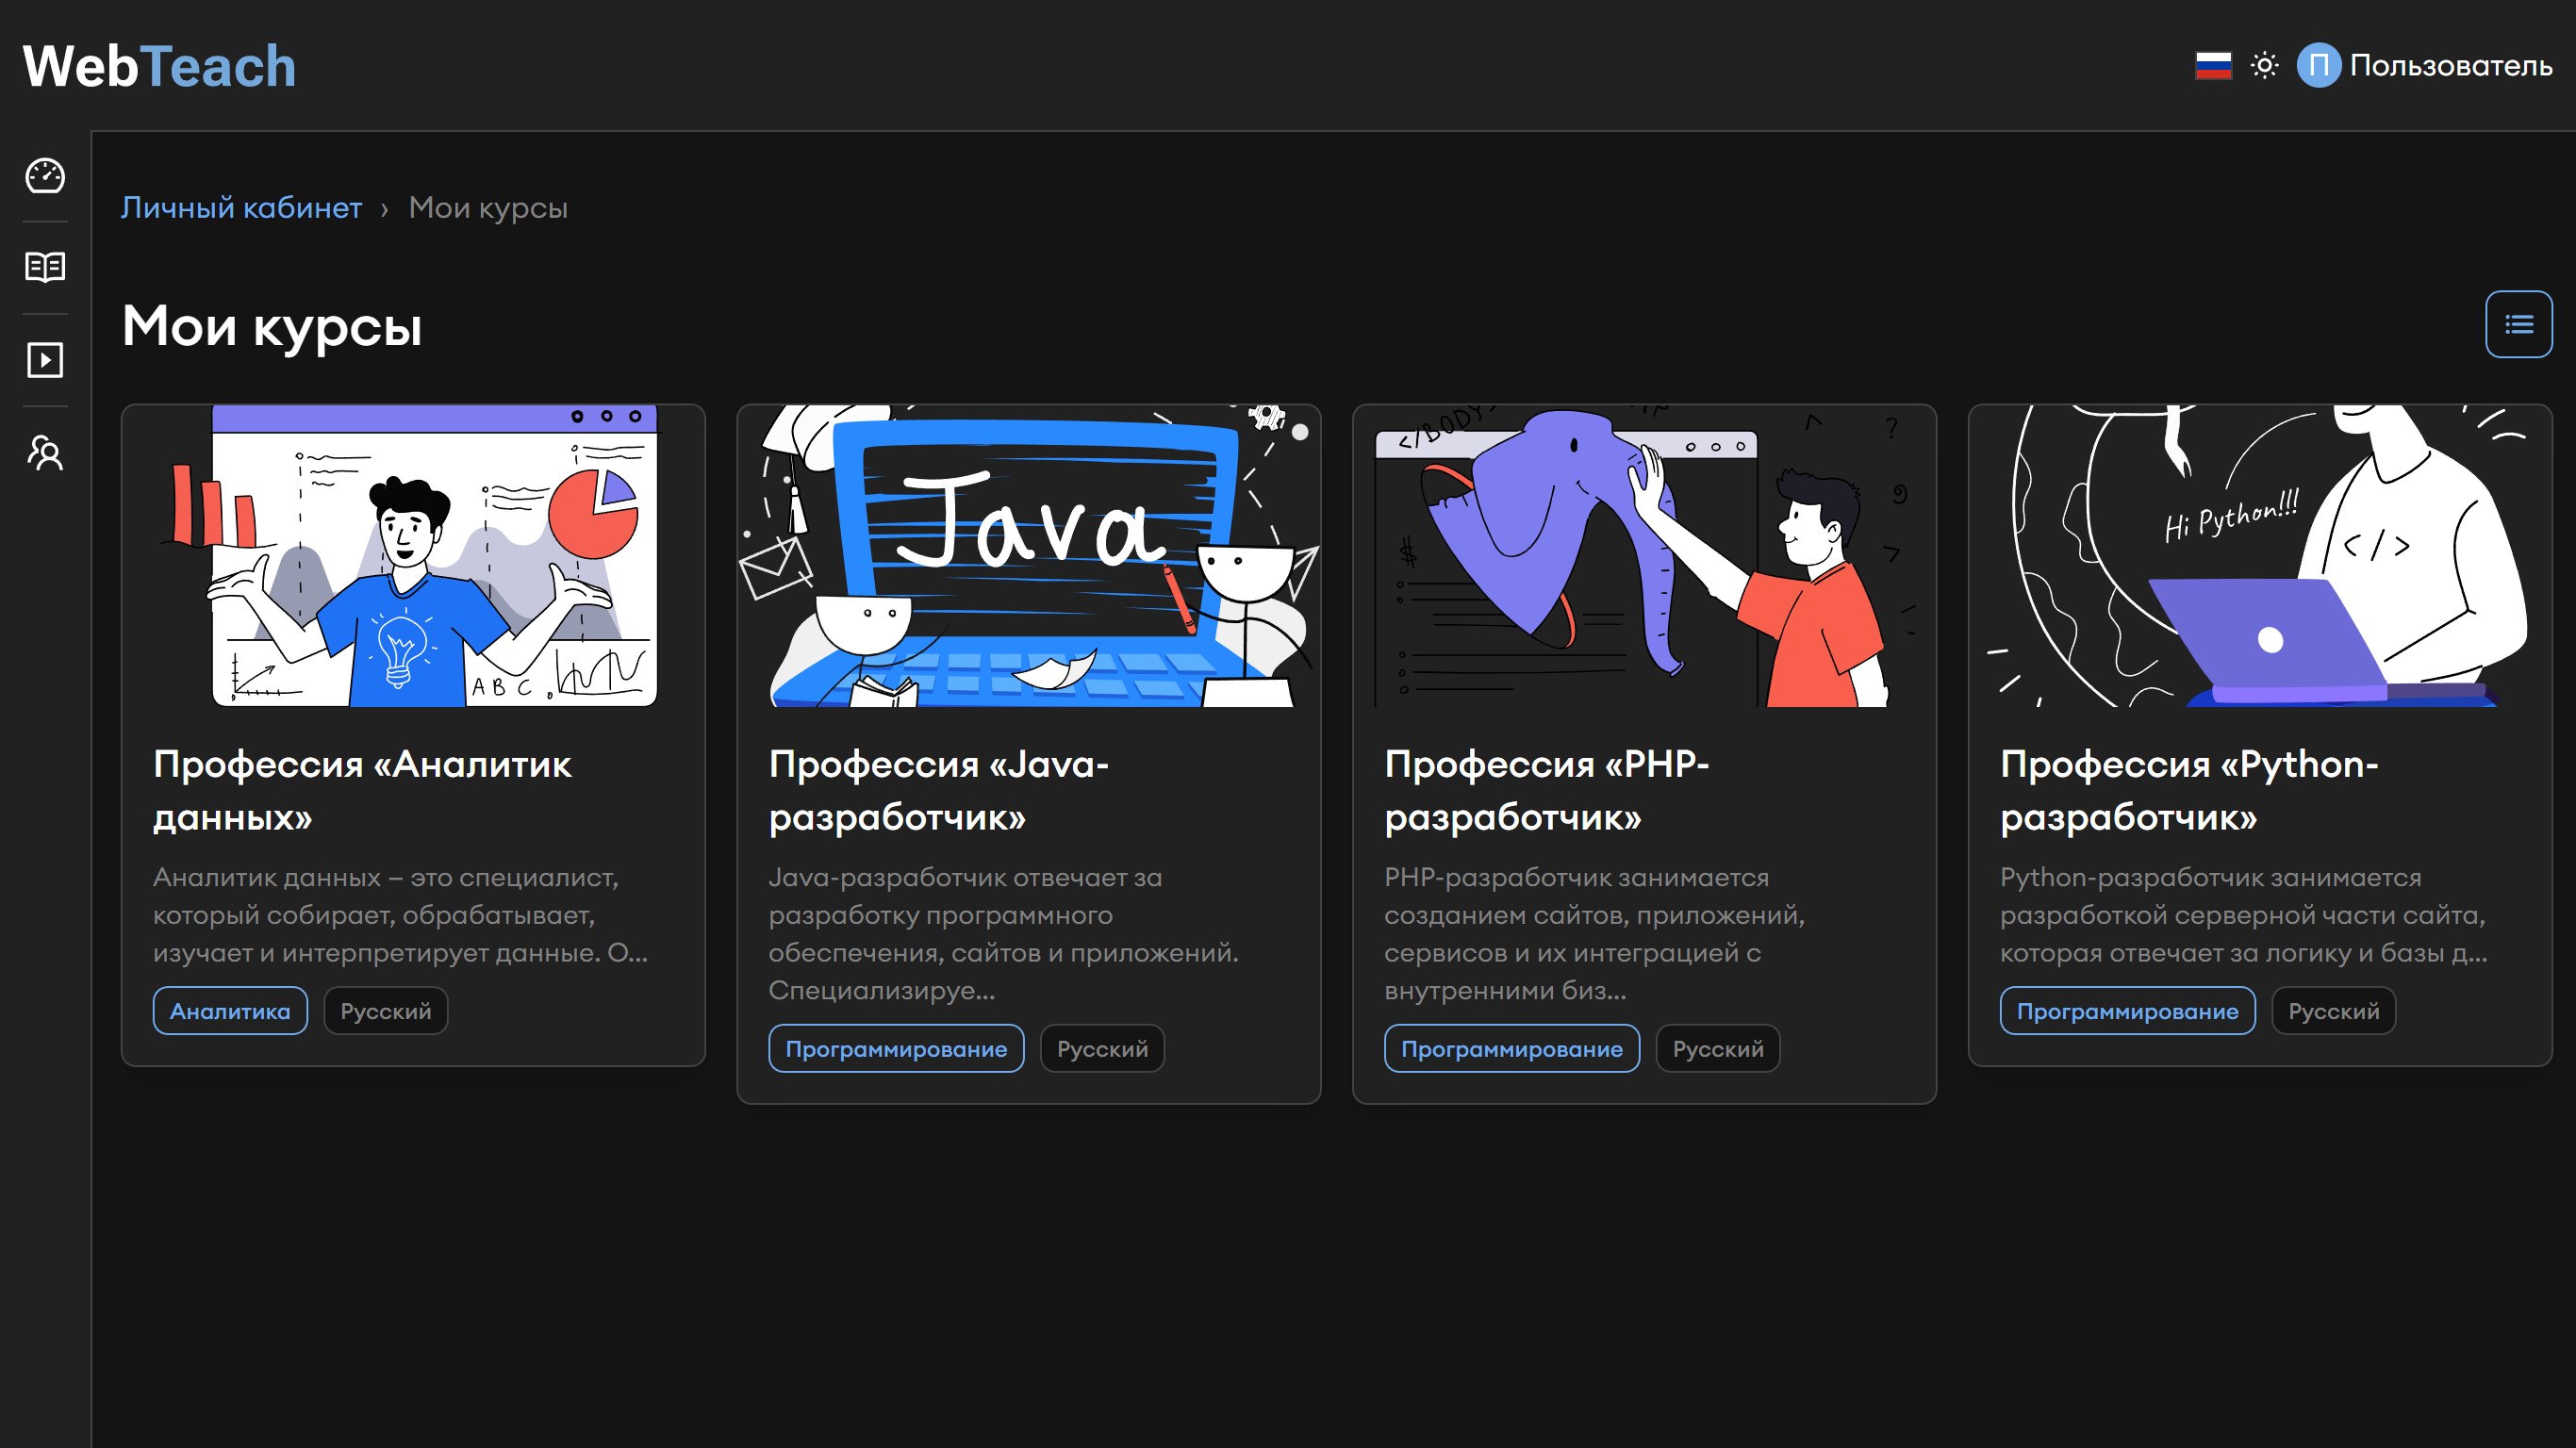 WebTeach
П Пользователь
Личный кабинет › Мои курсы
Мои курсы
A B C
Java
</BODY>
$
?
Hi Python!!!
</>
Профессия «Аналитик
данных»
Аналитик данных – это специалист,
который собирает, обрабатывает,
изучает и интерпретирует данные. О...
Аналитика Русский
Профессия «Java-
разработчик»
Java-разработчик отвечает за
разработку программного
обеспечения, сайтов и приложений.
Специализируе...
Программирование Русский
Профессия «PHP-
разработчик»
PHP-разработчик занимается
созданием сайтов, приложений,
сервисов и их интеграцией с
внутренними биз...
Программирование Русский
Профессия «Python-
разработчик»
Python-разработчик занимается
разработкой серверной части сайта,
которая отвечает за логику и базы д...
Программирование Русский